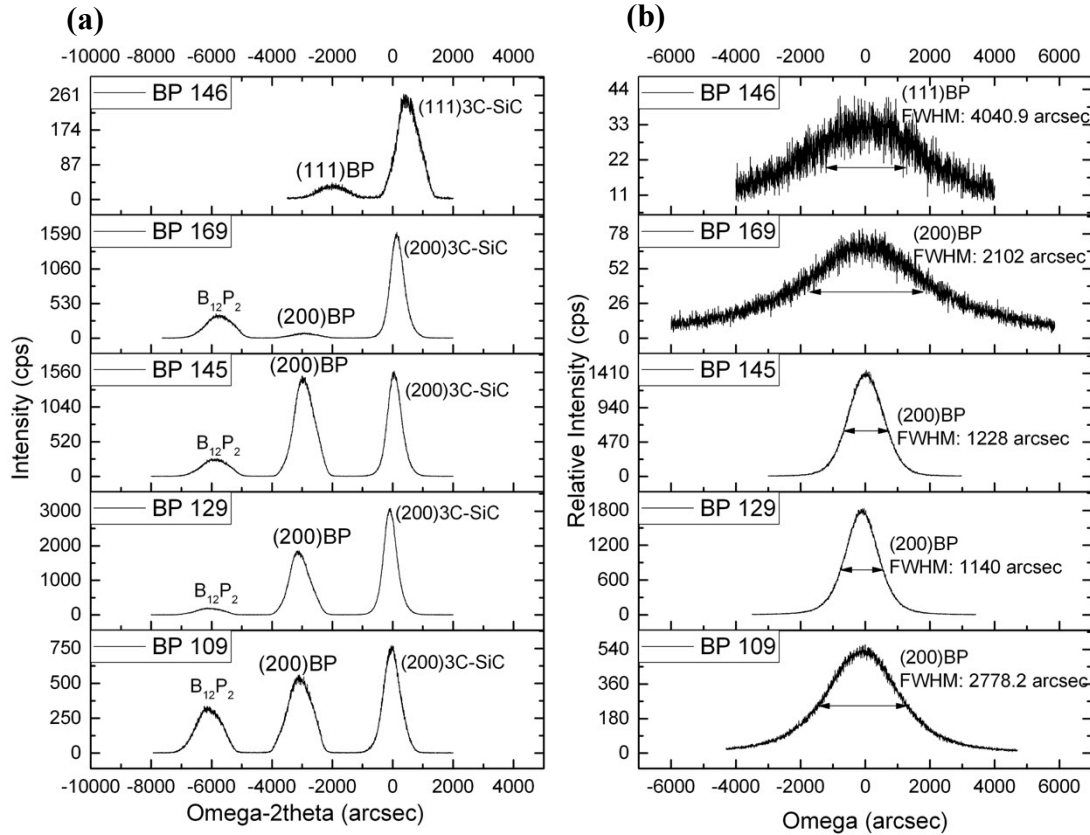 (a)
-10000 -8000 -6000 -4000 -2000 0 2000 4000
BP 146
261
174
87
0
(111)3C-SiC
(111)BP
BP 169
1590
1060
530
0
(200)3C-SiC
B12P2
(200)BP
BP 145
1560
1040
520
0
(200)BP
(200)3C-SiC
B12P2
BP 129
3000
2000
1000
0
(200)3C-SiC
(200)BP
B12P2
BP 109
750
500
250
0
(200)BP
(200)3C-SiC
B12P2
-10000 -8000 -6000 -4000 -2000 0 2000 4000
Omega-2theta (arcsec)
Intensity (cps)
(b)
-6000 -4000 -2000 0 2000 4000 6000
BP 146
44
33
22
11
(111)BP
FWHM: 4040.9 arcsec
BP 169
78
52
26
0
(200)BP
FWHM: 2102 arcsec
BP 145
1410
940
470
0
(200)BP
FWHM: 1228 arcsec
BP 129
1800
1200
600
0
(200)BP
FWHM: 1140 arcsec
BP 109
540
360
180
0
(200)BP
FWHM: 2778.2 arcsec
-6000 -4000 -2000 0 2000 4000 6000
Omega (arcsec)
Relative Intensity (cps)